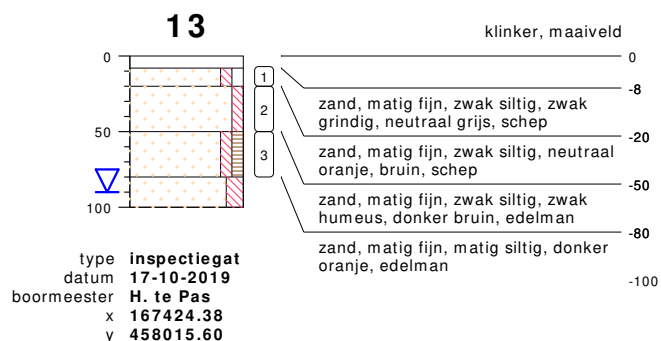 13
klinker, maaiveld
0
0
-8
1
zand, matig fijn, zwak siltig, zwak
grindig, neutraal grijs, schep
2
-20
zand, matig fijn, zwak siltig, neutraal
oranje, bruin, schep
50
-50
3
zand, matig fijn, zwak siltig, zwak
humeus, donker bruin, edelman
-80
100
zand, matig fijn, matig siltig, donker
oranje, edelman
-100
type inspectiegat
datum 17-10-2019
boormeester H. te Pas
x 167424.38
y 458015.60